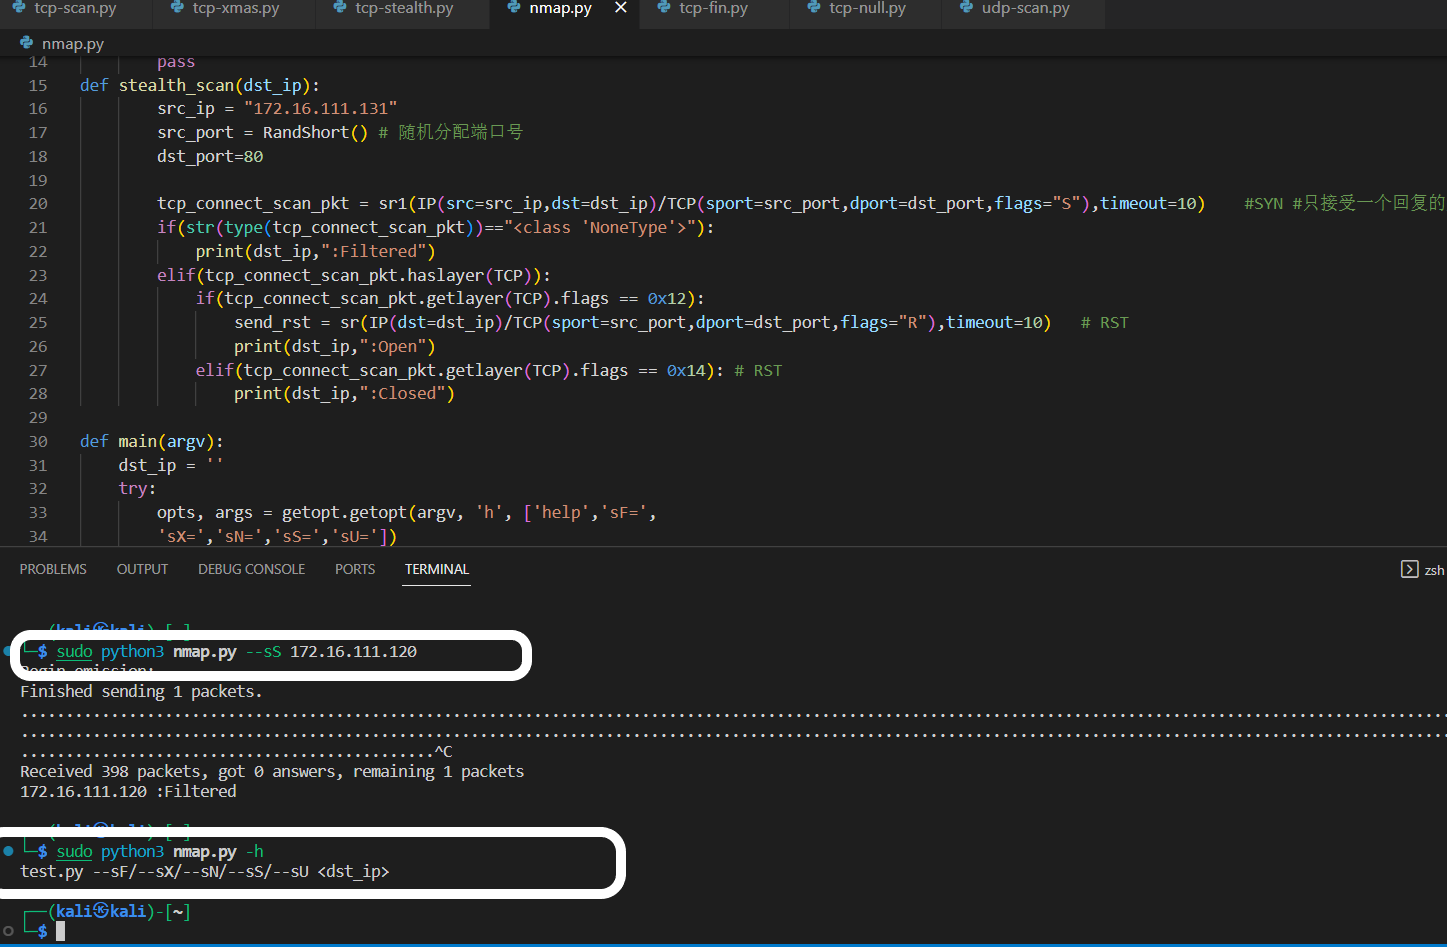 tcp-scan.py tcp-xmas.py tcp-stealth.py nmap.py tcp-fin.py tcp-null.py udp-scan.py
nmap.py
14 pass
15 def stealth_scan(dst_ip):
16 src_ip = "172.16.111.131"
17 src_port = RandShort() # 随机分配端口号
18 dst_port=80
19
20 tcp_connect_scan_pkt = sr1(IP(src=src_ip,dst=dst_ip)/TCP(sport=src_port,dport=dst_port,flags="S"),timeout=10) #SYN #只接受一个回复的
21 if(str(type(tcp_connect_scan_pkt))=="<class 'NoneType'>"):
22 print(dst_ip,":Filtered")
23 elif(tcp_connect_scan_pkt.haslayer(TCP)):
24 if(tcp_connect_scan_pkt.getlayer(TCP).flags == 0x12):
25 send_rst = sr(IP(dst=dst_ip)/TCP(sport=src_port,dport=dst_port,flags="R"),timeout=10) # RST
26 print(dst_ip,":Open")
27 elif(tcp_connect_scan_pkt.getlayer(TCP).flags == 0x14): # RST
28 print(dst_ip,":Closed")
29
30 def main(argv):
31 dst_ip = ''
32 try:
33 opts, args = getopt.getopt(argv, 'h', ['help','sF=',
34 'sX=','sN=','sS=','sU='])
PROBLEMS OUTPUT DEBUG CONSOLE PORTS TERMINAL zsh
(kali㉿kali)-[~]
└─$ sudo python3 nmap.py --sS 172.16.111.120
Begin emission:
Finished sending 1 packets.
^C
Received 398 packets, got 0 answers, remaining 1 packets
172.16.111.120 :Filtered
(kali㉿kali)-[~]
└─$ sudo python3 nmap.py -h
test.py --sF/--sX/--sN/--sS/--sU <dst_ip>
┌──(kali㉿kali)-[~]
└─$